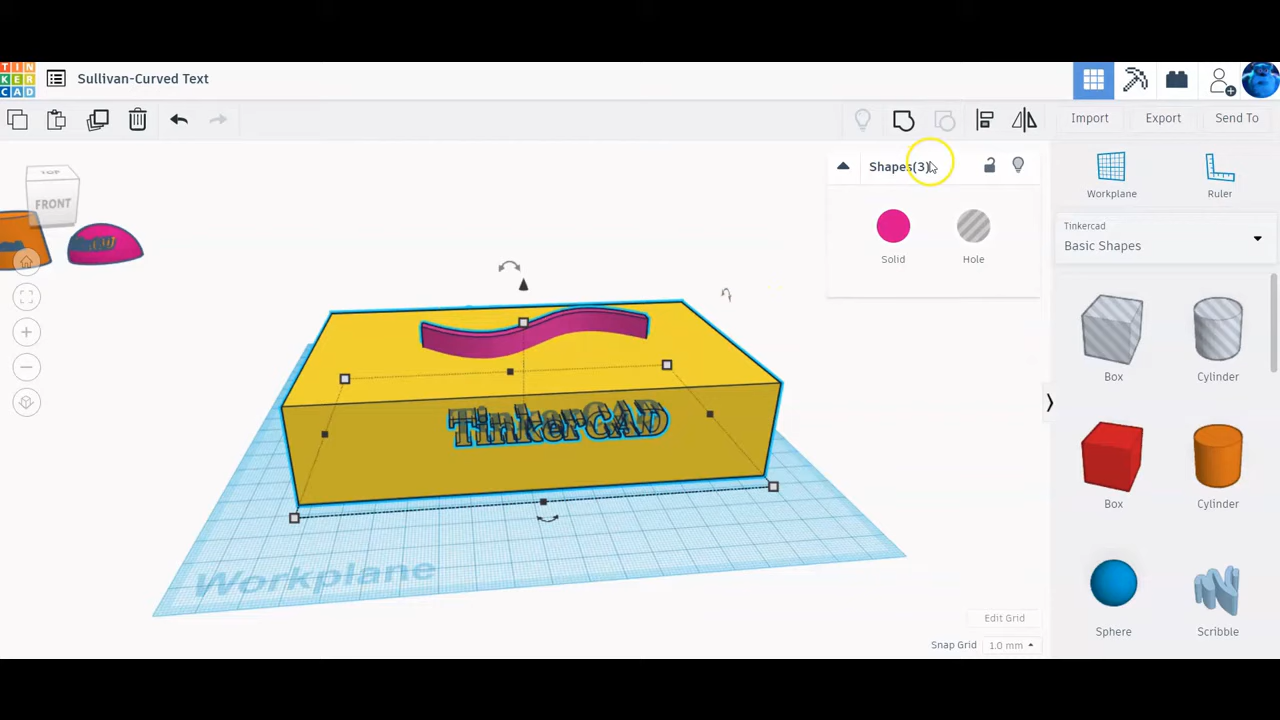 TIN
KER
CAD
Sullivan-Curved Text
Import
Export
Send To
TOP
FRONT
Shapes(3)
Solid
Hole
Workplane
Ruler
Tinkercad
Basic Shapes
Box
Cylinder
Box
Cylinder
Sphere
Scribble
TinkerCAD
Workplane
Edit Grid
Snap Grid
1.0 mm